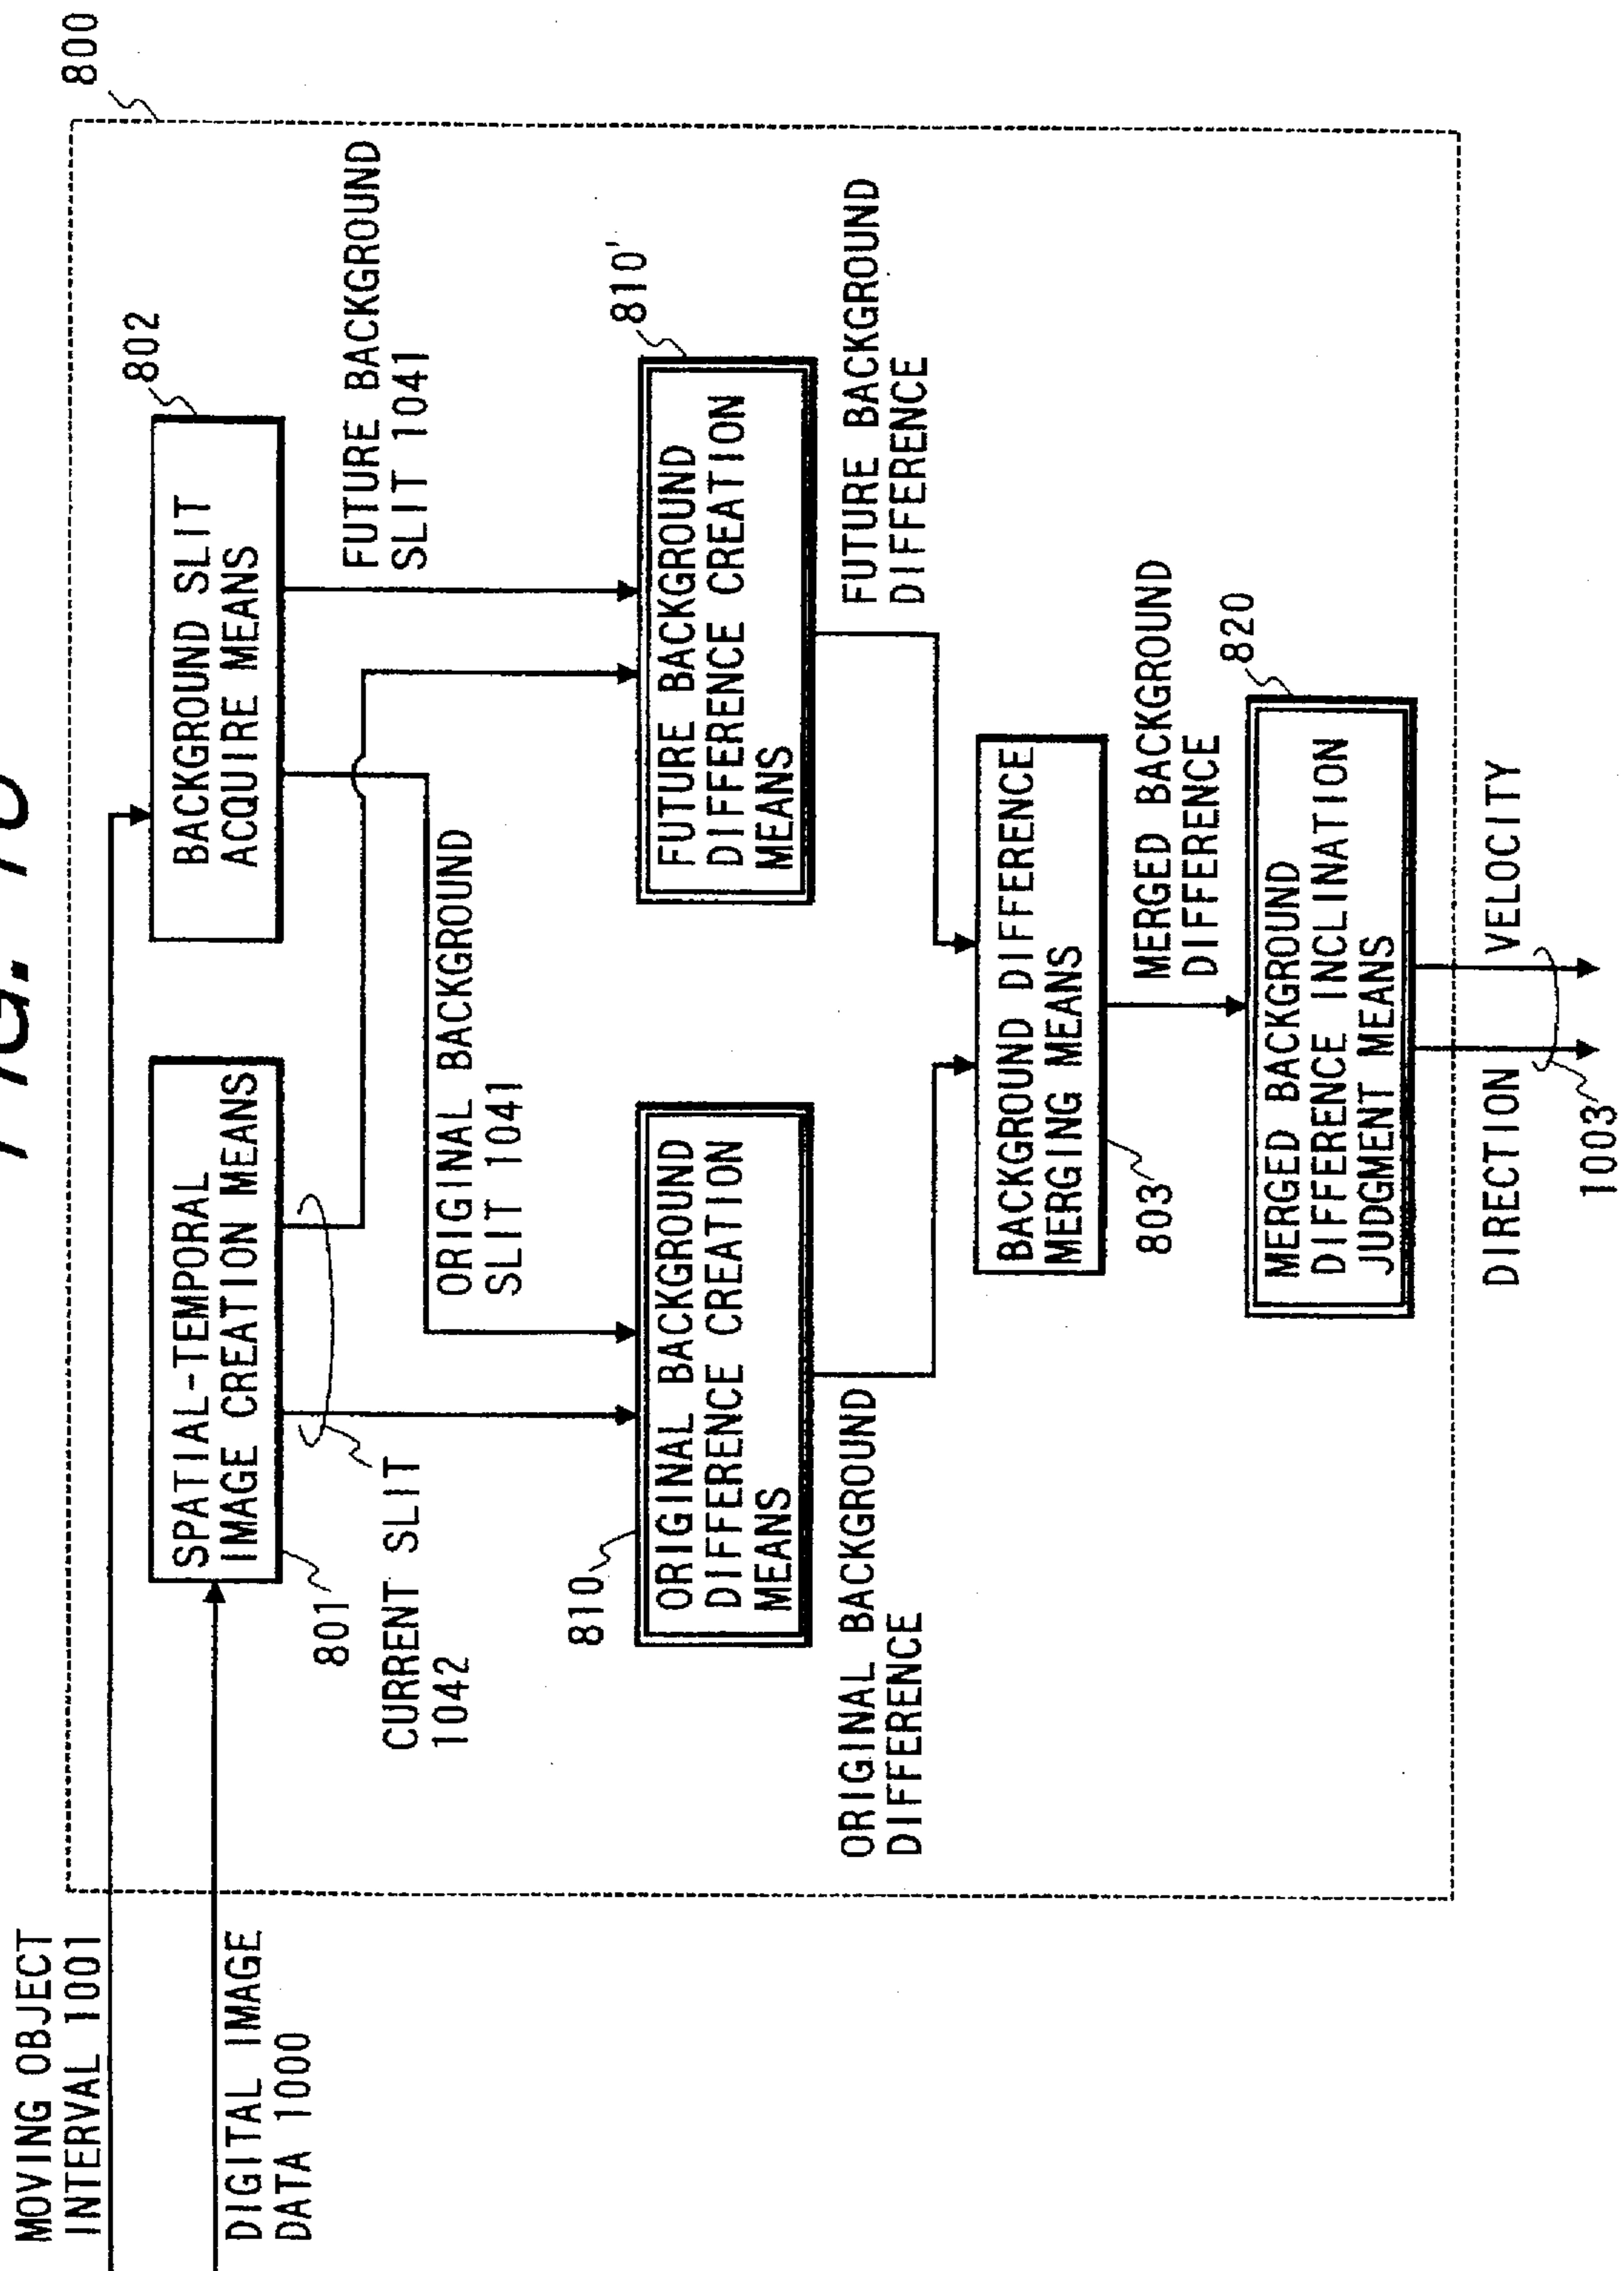 800
MOVING OBJECT
INTERVAL 1001
DIGITAL IMAGE
DATA 1000
SPATIAL-TEMPORAL
IMAGE CREATION MEANS
801
BACKGROUND SLIT
ACQUIRE MEANS
802
CURRENT SLIT
1042
ORIGINAL BACKGROUND
SLIT 1041
FUTURE BACKGROUND
SLIT 1041
810
ORIGINAL BACKGROUND
DIFFERENCE CREATION
MEANS
810'
FUTURE BACKGROUND
DIFFERENCE CREATION
MEANS
ORIGINAL BACKGROUND
DIFFERENCE
FUTURE BACKGROUND
DIFFERENCE
BACKGROUND DIFFERENCE
MERGING MEANS
803
MERGED BACKGROUND
DIFFERENCE
820
MERGED BACKGROUND
DIFFERENCE INCLINATION
JUDGMENT MEANS
DIRECTION
VELOCITY
1003